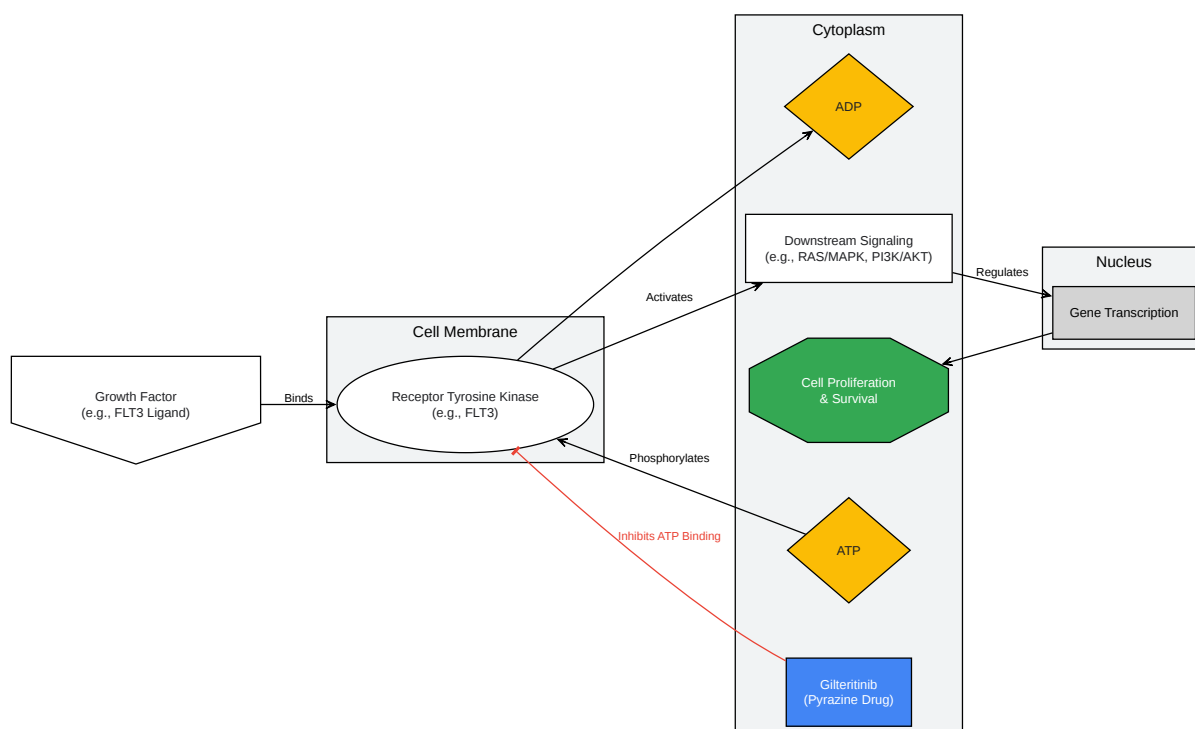 Cytoplasm
ADP
Downstream Signaling
(e.g., RAS/MAPK, PI3K/AKT)
Regulates
Nucleus
Gene Transcription
Activates
Cell Membrane
Growth Factor
(e.g., FLT3 Ligand)
Binds
Receptor Tyrosine Kinase
(e.g., FLT3)
Cell Proliferation
& Survival
Phosphorylates
Inhibits ATP Binding
ATP
Gilteritinib
(Pyrazine Drug)